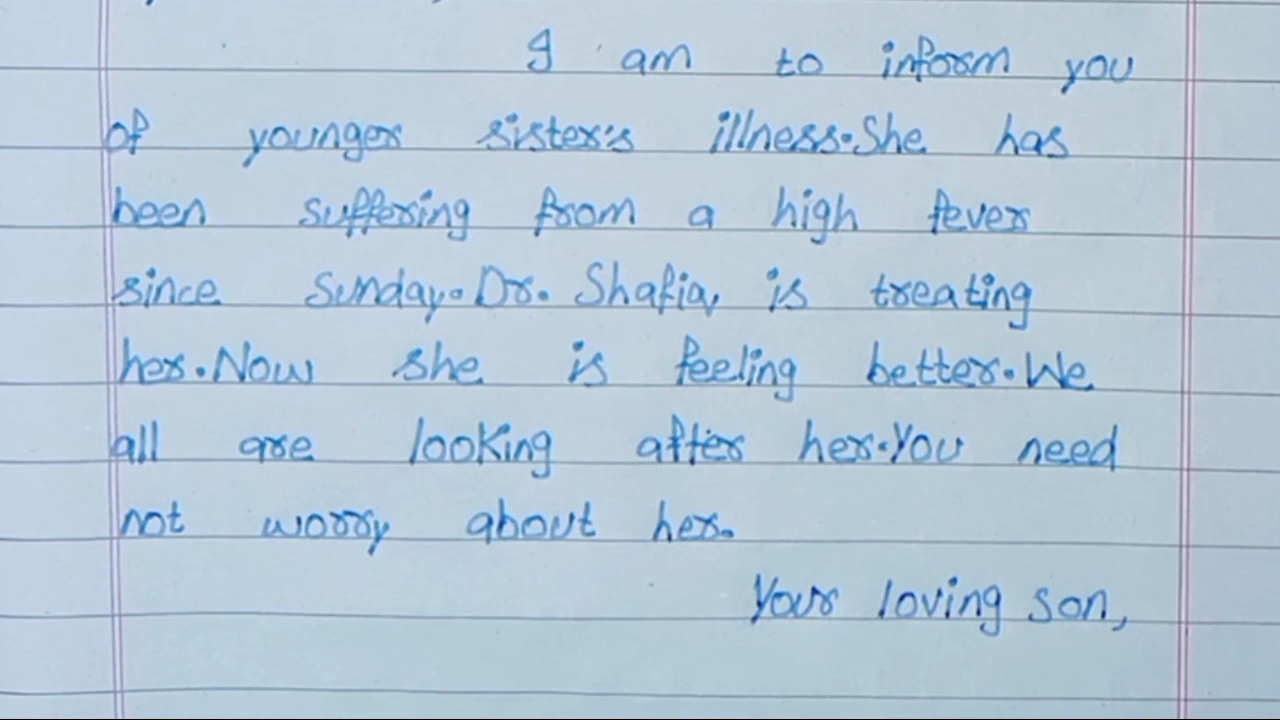 I am to inform you
of younger sister's illness. She has
been suffering from a high fever
since Sunday. Dr. Shafia, is treating
her. Now she is feeling better. We
all are looking after her. You need
not worry about her.
Your loving son,